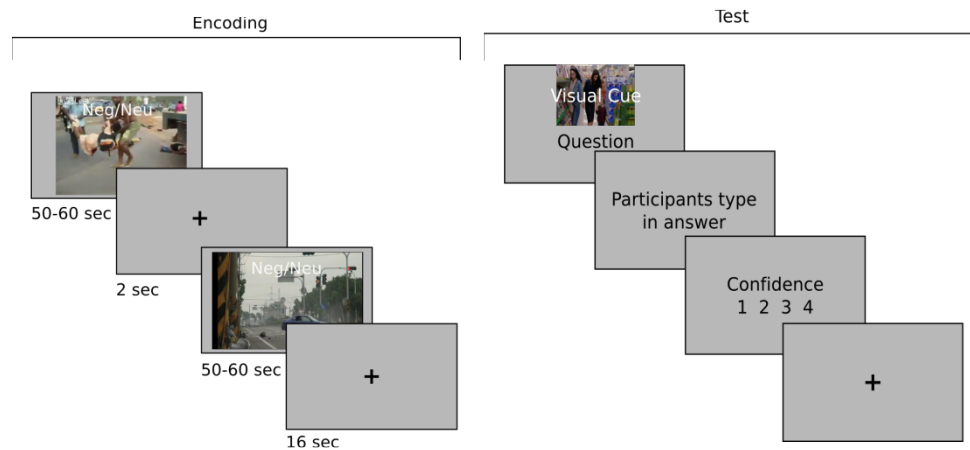 Encoding
Neg/Neu
50-60 sec
+
2 sec
Neg/Neu
50-60 sec
+
16 sec
Test
Visual Cue
Question
Participants type
in answer
Confidence
1 2 3 4
+